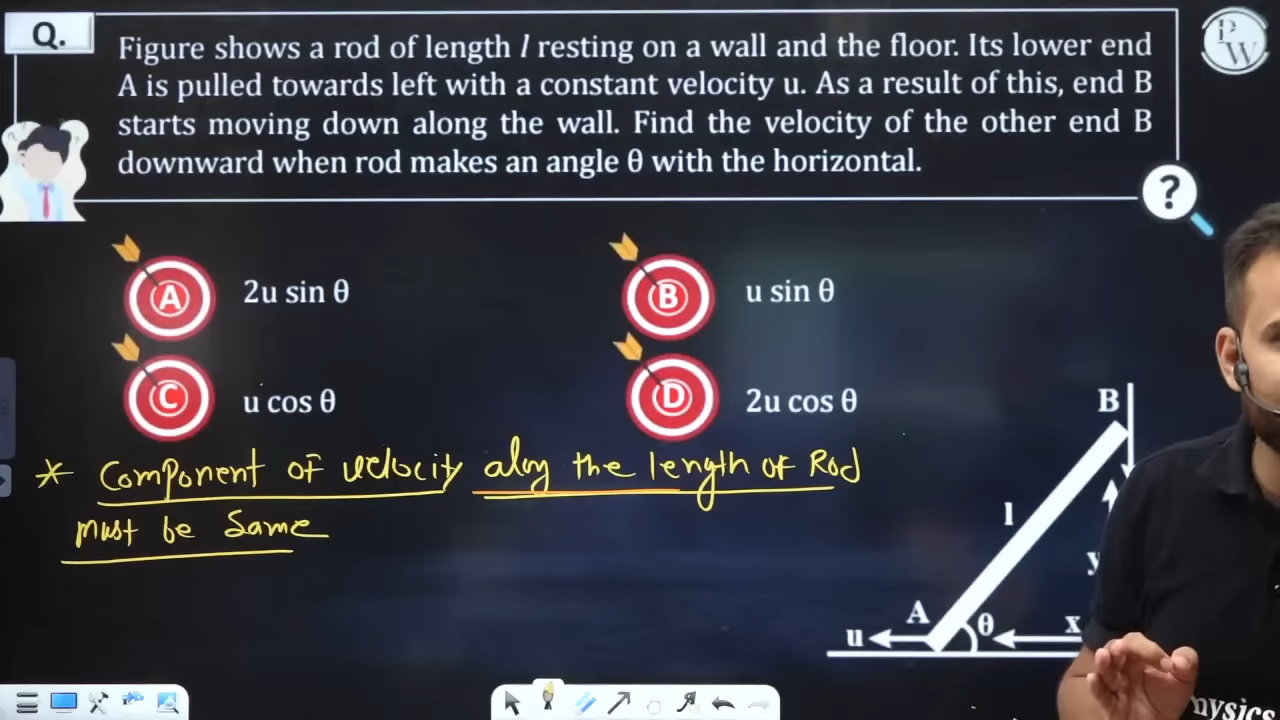 Q.
Figure shows a rod of length l resting on a wall and the floor. Its lower end
A is pulled towards left with a constant velocity u. As a result of this, end B
starts moving down along the wall. Find the velocity of the other end B
downward when rod makes an angle θ with the horizontal.
PW
?
A 2u sin θ
B u sin θ
C u cos θ
D 2u cos θ
* Component of velocity along the length of Rod
must be Same
B
l
y
A
θ
x
u
hysics